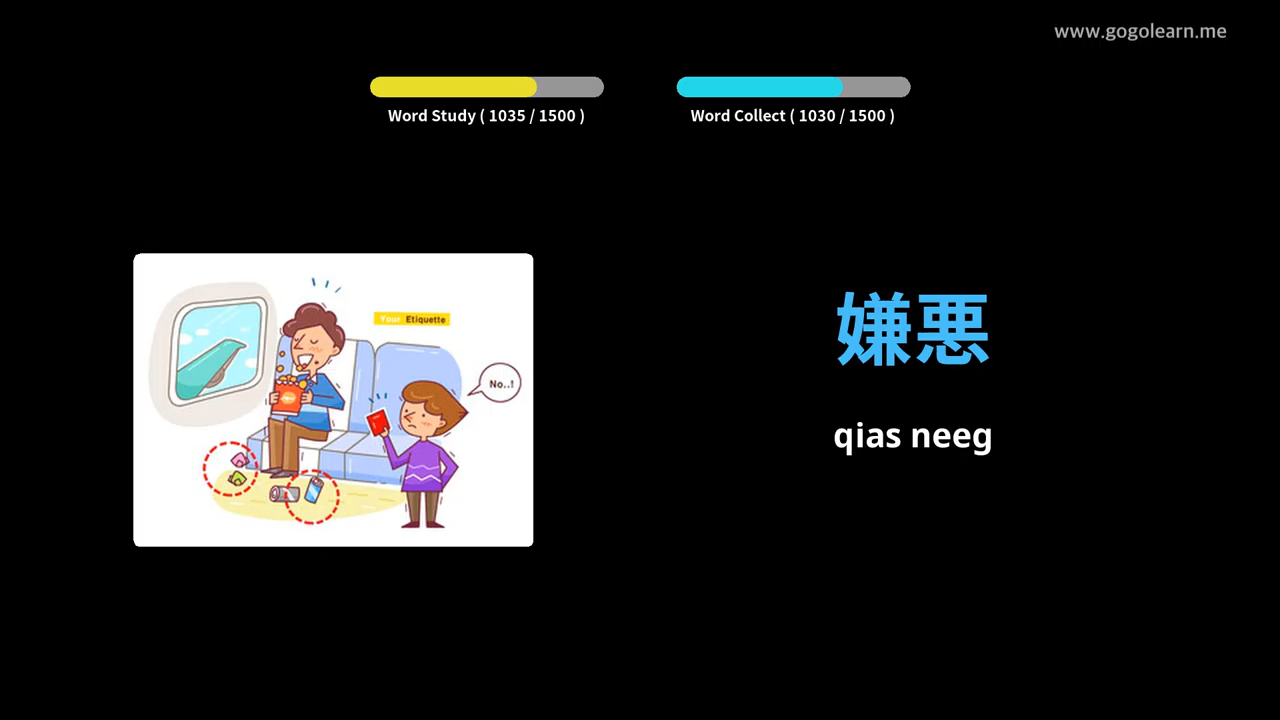 www.gogolearn.me
Word Study ( 1035 / 1500 )
Word Collect ( 1030 / 1500 )
Your Etiquette
No..!
嫌悪
qias neeg